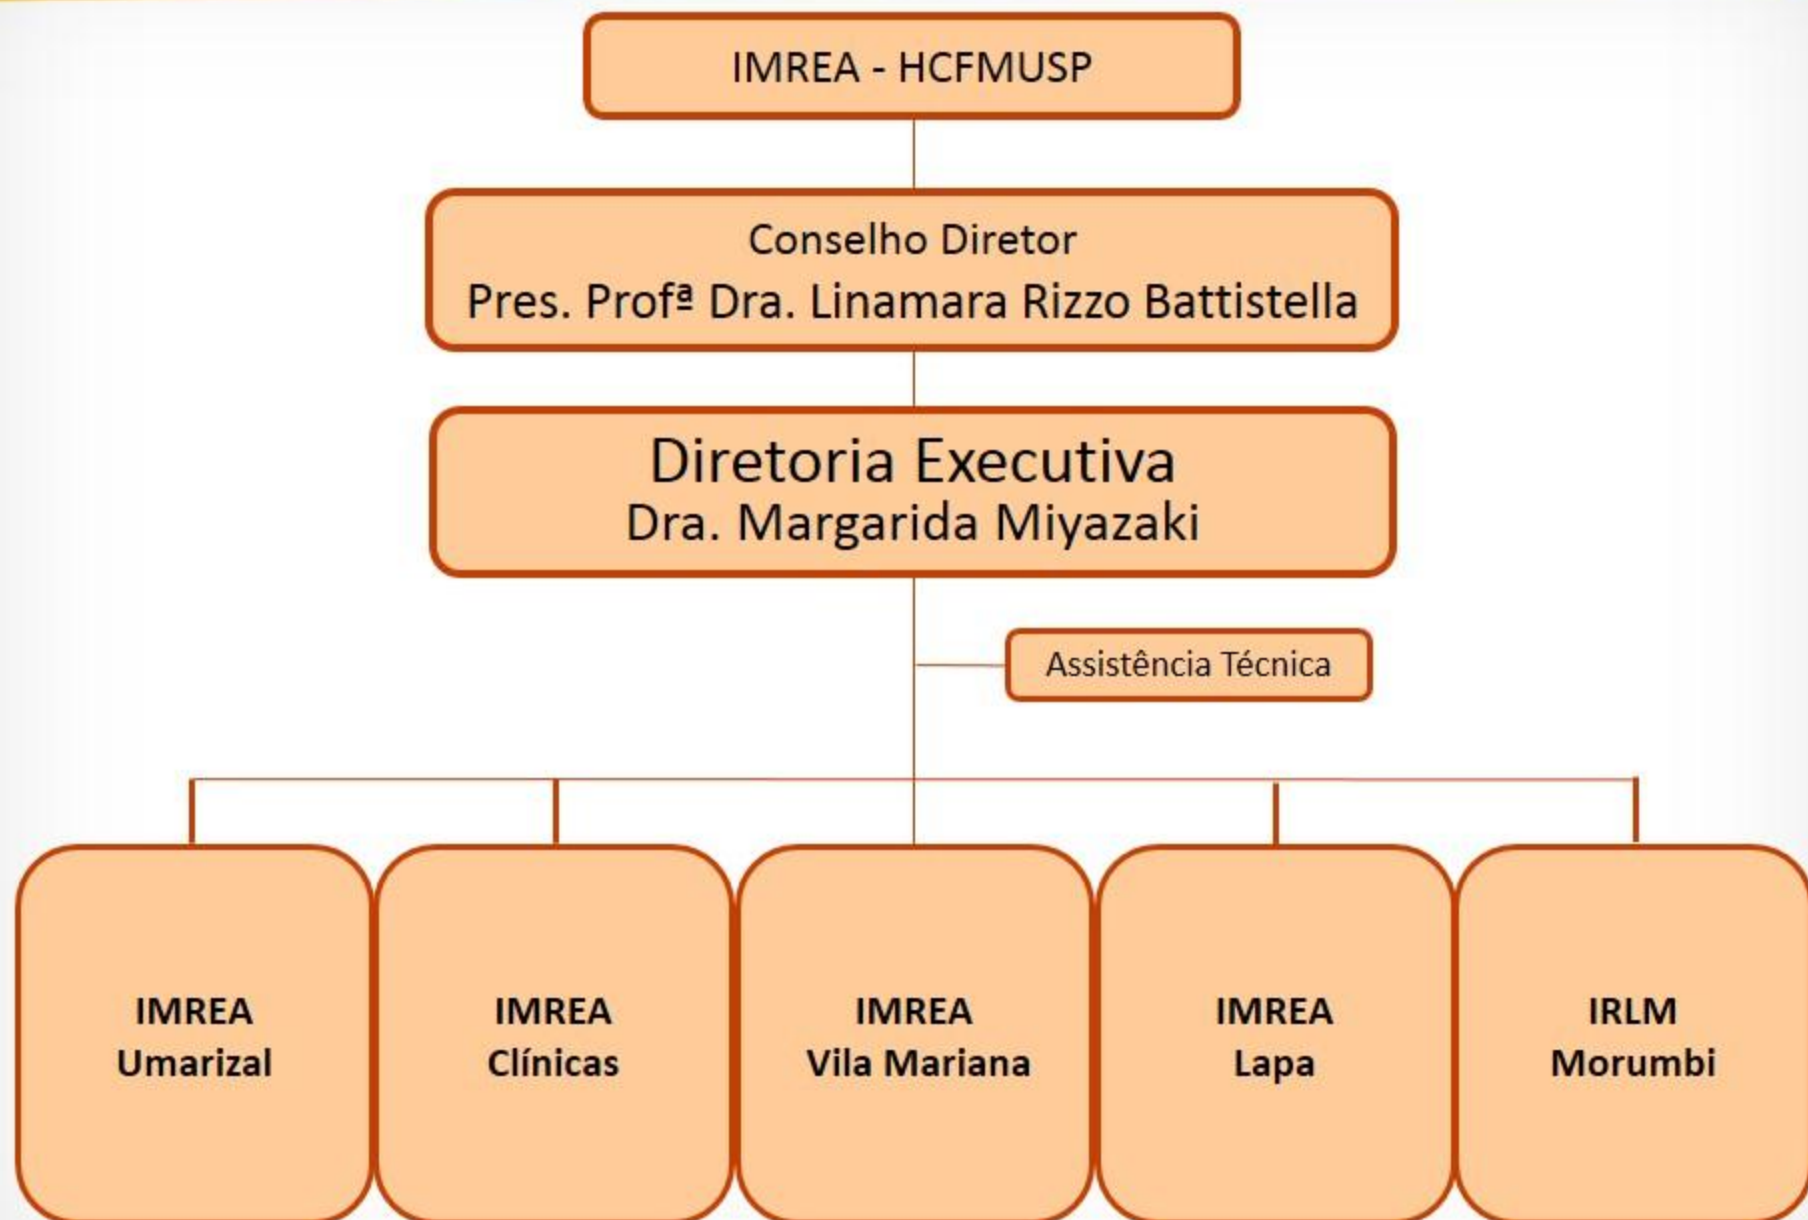 IMREA - HCFMUSP
Conselho Diretor
Pres. Profª Dra. Linamara Rizzo Battistella
Diretoria Executiva
Dra. Margarida Miyazaki
Assistência Técnica
IMREA
Umarizal
IMREA
Clínicas
IMREA
Vila Mariana
IMREA
Lapa
IRLM
Morumbi